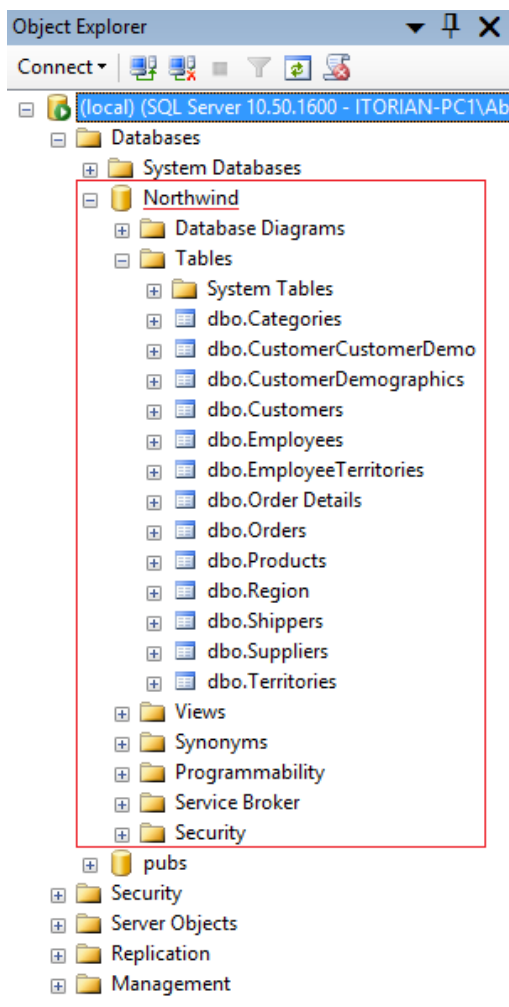 Object Explorer
Connect
(local) (SQL Server 10.50.1600 - ITORIAN-PC1\Ab
Databases
System Databases
Northwind
Database Diagrams
Tables
System Tables
dbo.Categories
dbo.CustomerCustomerDemo
dbo.CustomerDemographics
dbo.Customers
dbo.Employees
dbo.EmployeeTerritories
dbo.Order Details
dbo.Orders
dbo.Products
dbo.Region
dbo.Shippers
dbo.Suppliers
dbo.Territories
Views
Synonyms
Programmability
Service Broker
Security
pubs
Security
Server Objects
Replication
Management